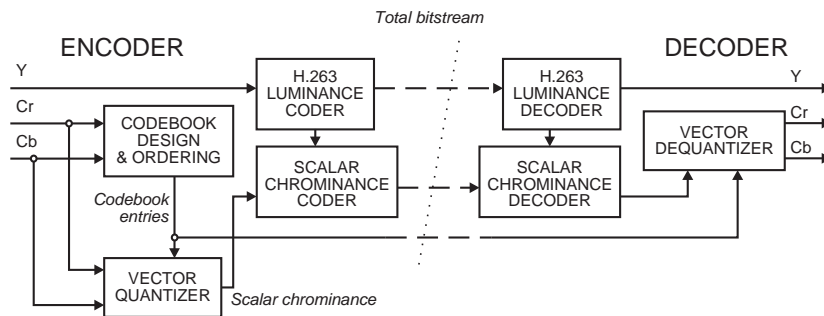 Total bitstream
ENCODER
DECODER
Y
H.263
LUMINANCE
CODER
H.263
LUMINANCE
DECODER
Y
Cr
Cb
CODEBOOK
DESIGN
& ORDERING
VECTOR
DEQUANTIZER
Cr
Cb
SCALAR
CHROMINANCE
CODER
SCALAR
CHROMINANCE
DECODER
Codebook
entries
VECTOR
QUANTIZER
Scalar chrominance